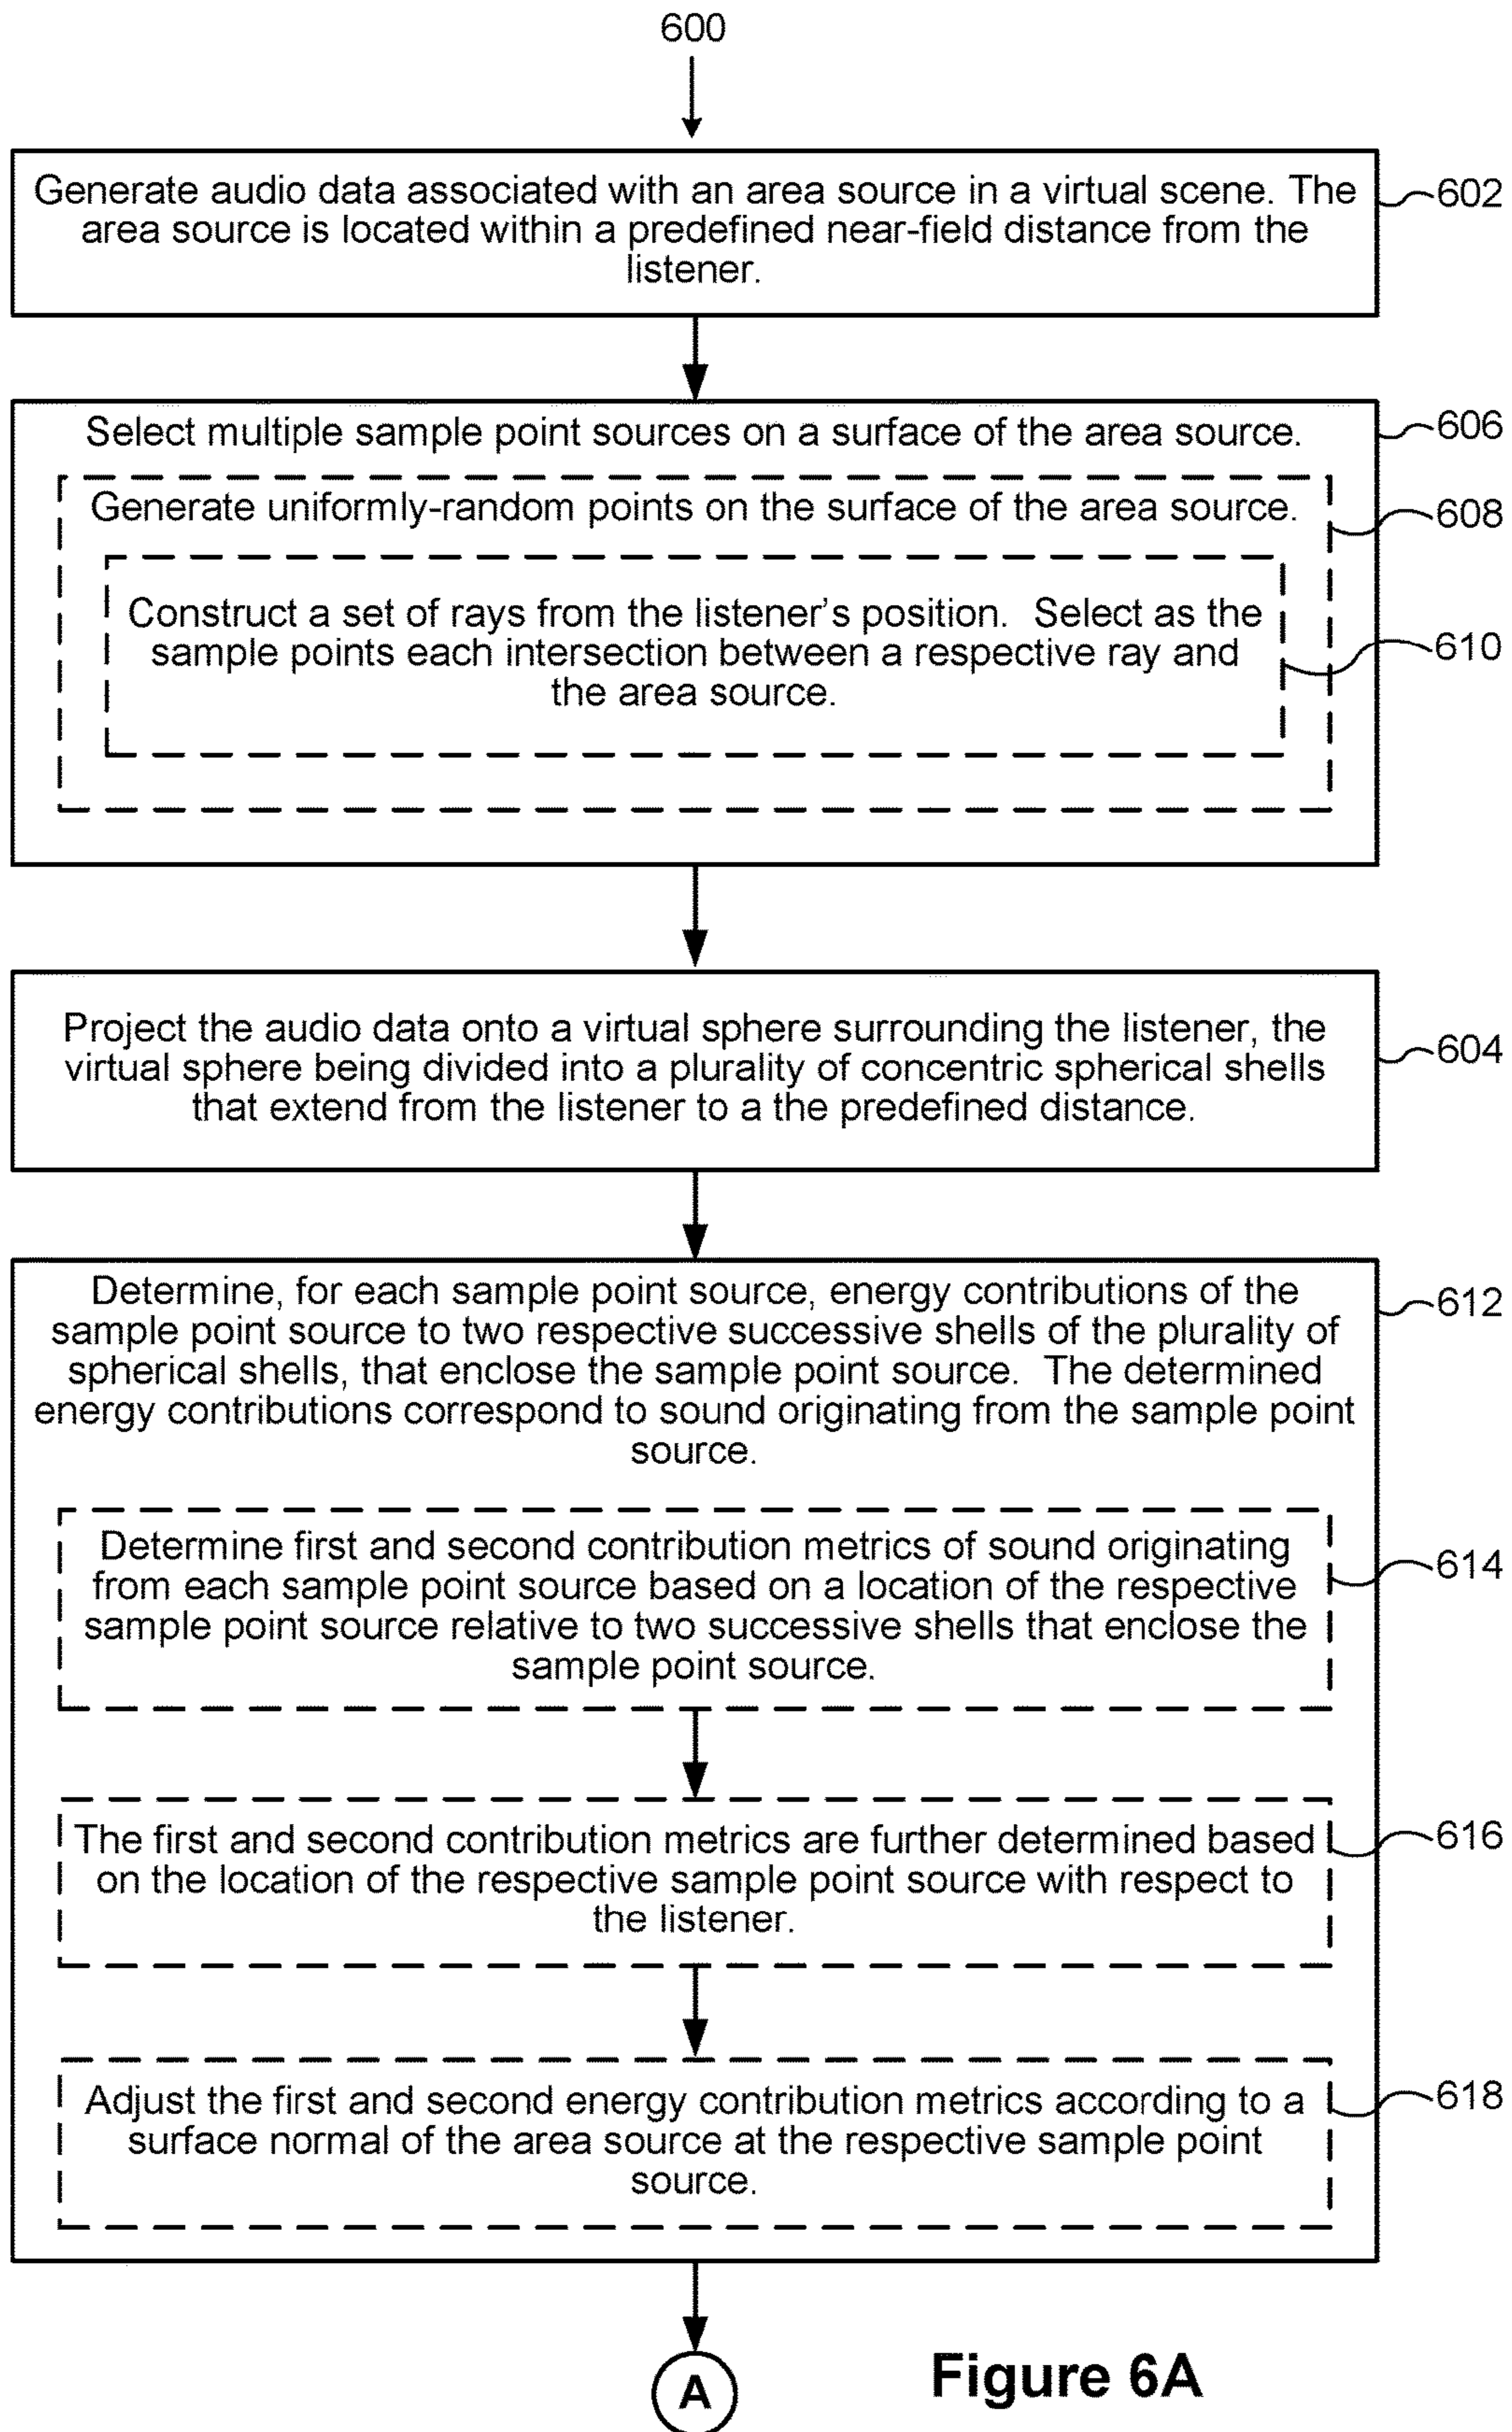 600
Generate audio data associated with an area source in a virtual scene. The
area source is located within a predefined near-field distance from the
listener.
602
Select multiple sample point sources on a surface of the area source.
606
Generate uniformly-random points on the surface of the area source.
608
Construct a set of rays from the listener's position. Select as the
sample points each intersection between a respective ray and
the area source.
610
Project the audio data onto a virtual sphere surrounding the listener, the
virtual sphere being divided into a plurality of concentric spherical shells
that extend from the listener to a the predefined distance.
604
Determine, for each sample point source, energy contributions of the
sample point source to two respective successive shells of the plurality of
spherical shells, that enclose the sample point source. The determined
energy contributions correspond to sound originating from the sample point
source.
612
Determine first and second contribution metrics of sound originating
from each sample point source based on a location of the respective
sample point source relative to two successive shells that enclose the
sample point source.
614
The first and second contribution metrics are further determined based
on the location of the respective sample point source with respect to
the listener.
616
Adjust the first and second energy contribution metrics according to a
surface normal of the area source at the respective sample point
source.
618
A
Figure 6A